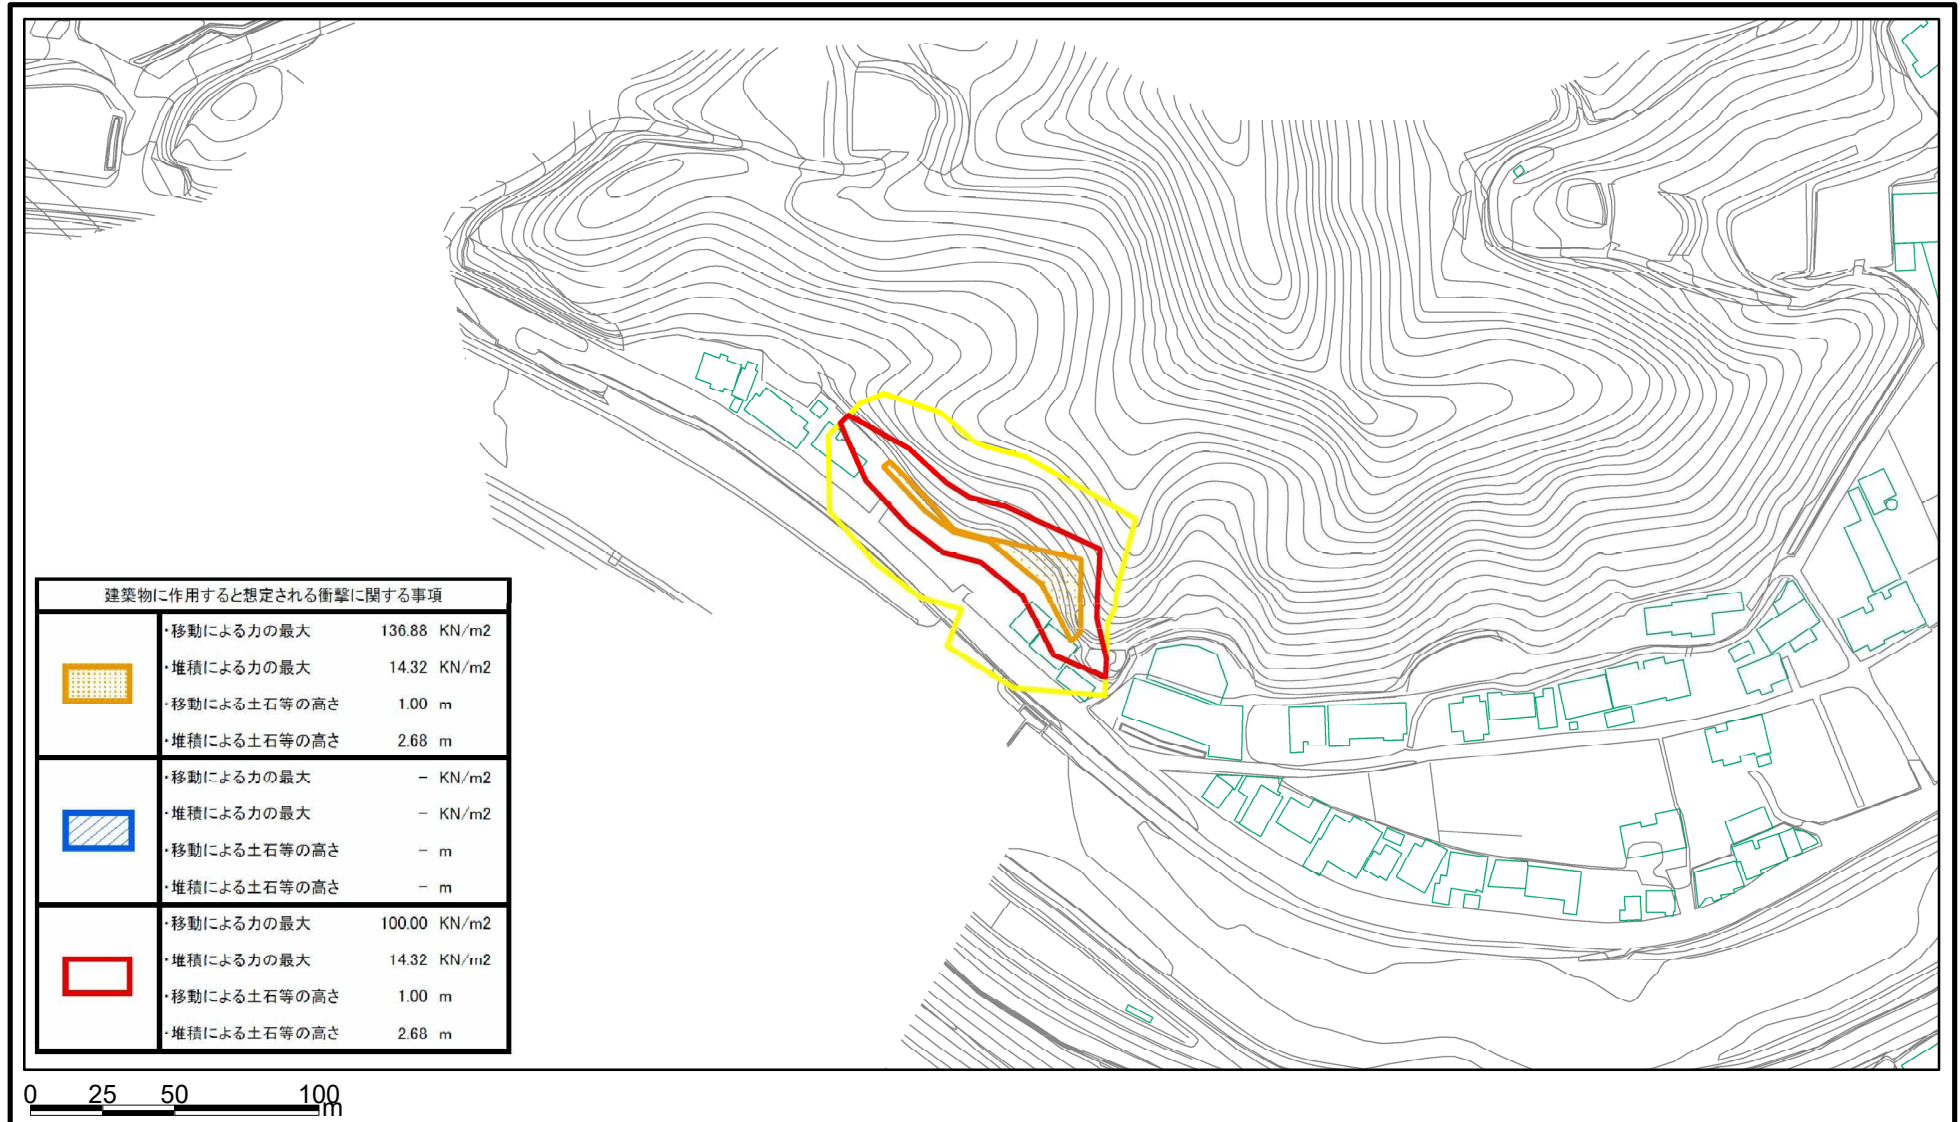 建築物に作用すると想定される衝撃に関する事項
・移動による力の最大 136.88 KN/m2
・堆積による力の最大 14.32 KN/m2
・移動による土石等の高さ 1.00 m
・堆積による土石等の高さ 2.68 m
・移動による力の最大 − KN/m2
・堆積による力の最大 − KN/m2
・移動による土石等の高さ − m
・堆積による土石等の高さ − m
・移動による力の最大 100.00 KN/m2
・堆積による力の最大 14.32 KN/m2
・移動による土石等の高さ 1.00 m
・堆積による土石等の高さ 2.68 m
0 25 50 100 m